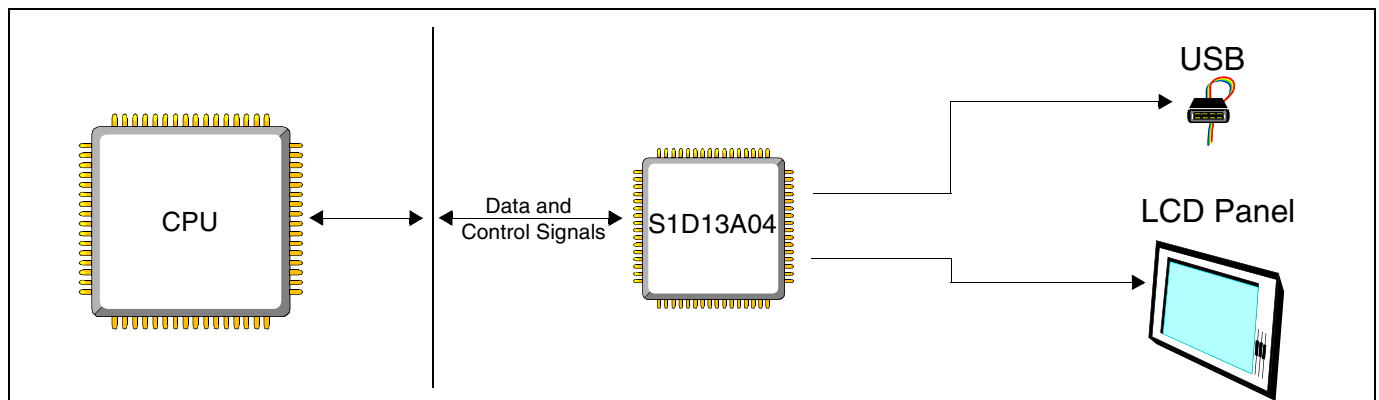 USB
CPU
Data and
Control Signals
S1D13A04
LCD Panel